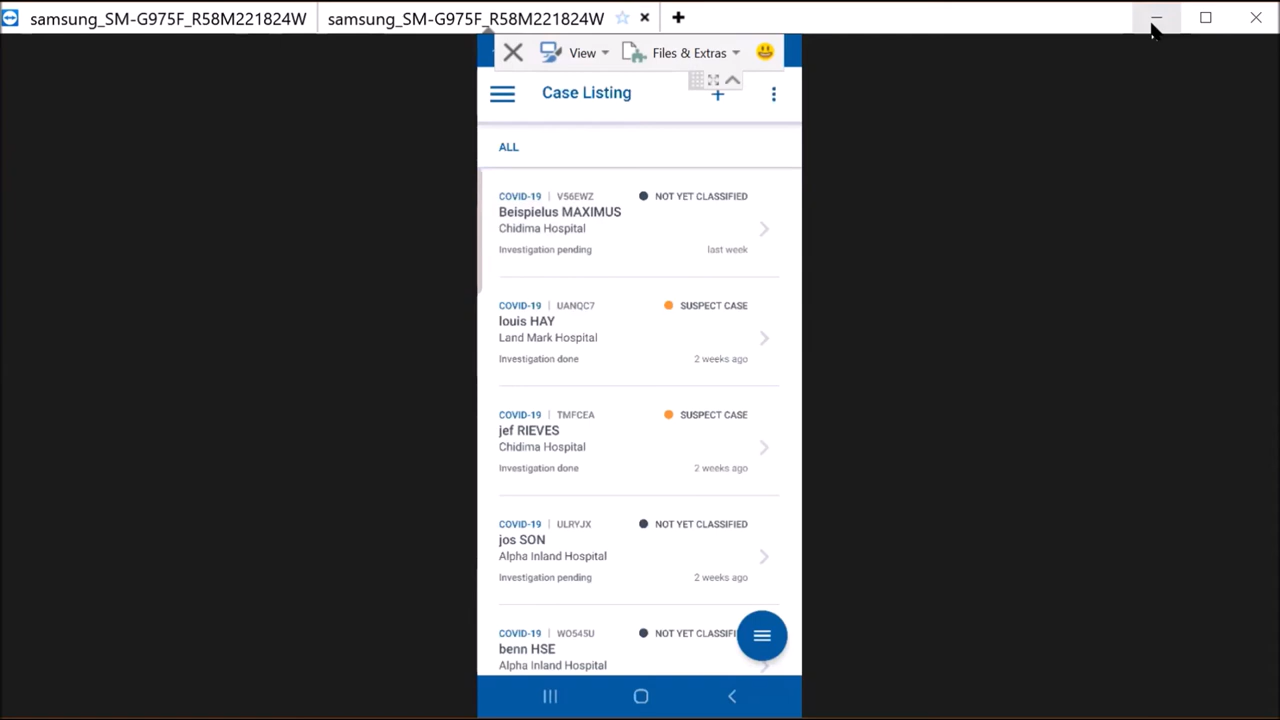 samsung_SM-G975F_R58M221824W
samsung_SM-G975F_R58M221824W
View
Files & Extras
Case Listing
ALL
COVID-19 | V56EWZ NOT YET CLASSIFIED
Beispielus MAXIMUS
Chidima Hospital
Investigation pending last week
COVID-19 | UANQC7 SUSPECT CASE
louis HAY
Land Mark Hospital
Investigation done 2 weeks ago
COVID-19 | TMFCEA SUSPECT CASE
jef RIEVES
Chidima Hospital
Investigation done 2 weeks ago
COVID-19 | ULRYJX NOT YET CLASSIFIED
jos SON
Alpha Inland Hospital
Investigation pending 2 weeks ago
COVID-19 | WO545U NOT YET CLASSIFI
benn HSE
Alpha Inland Hospital